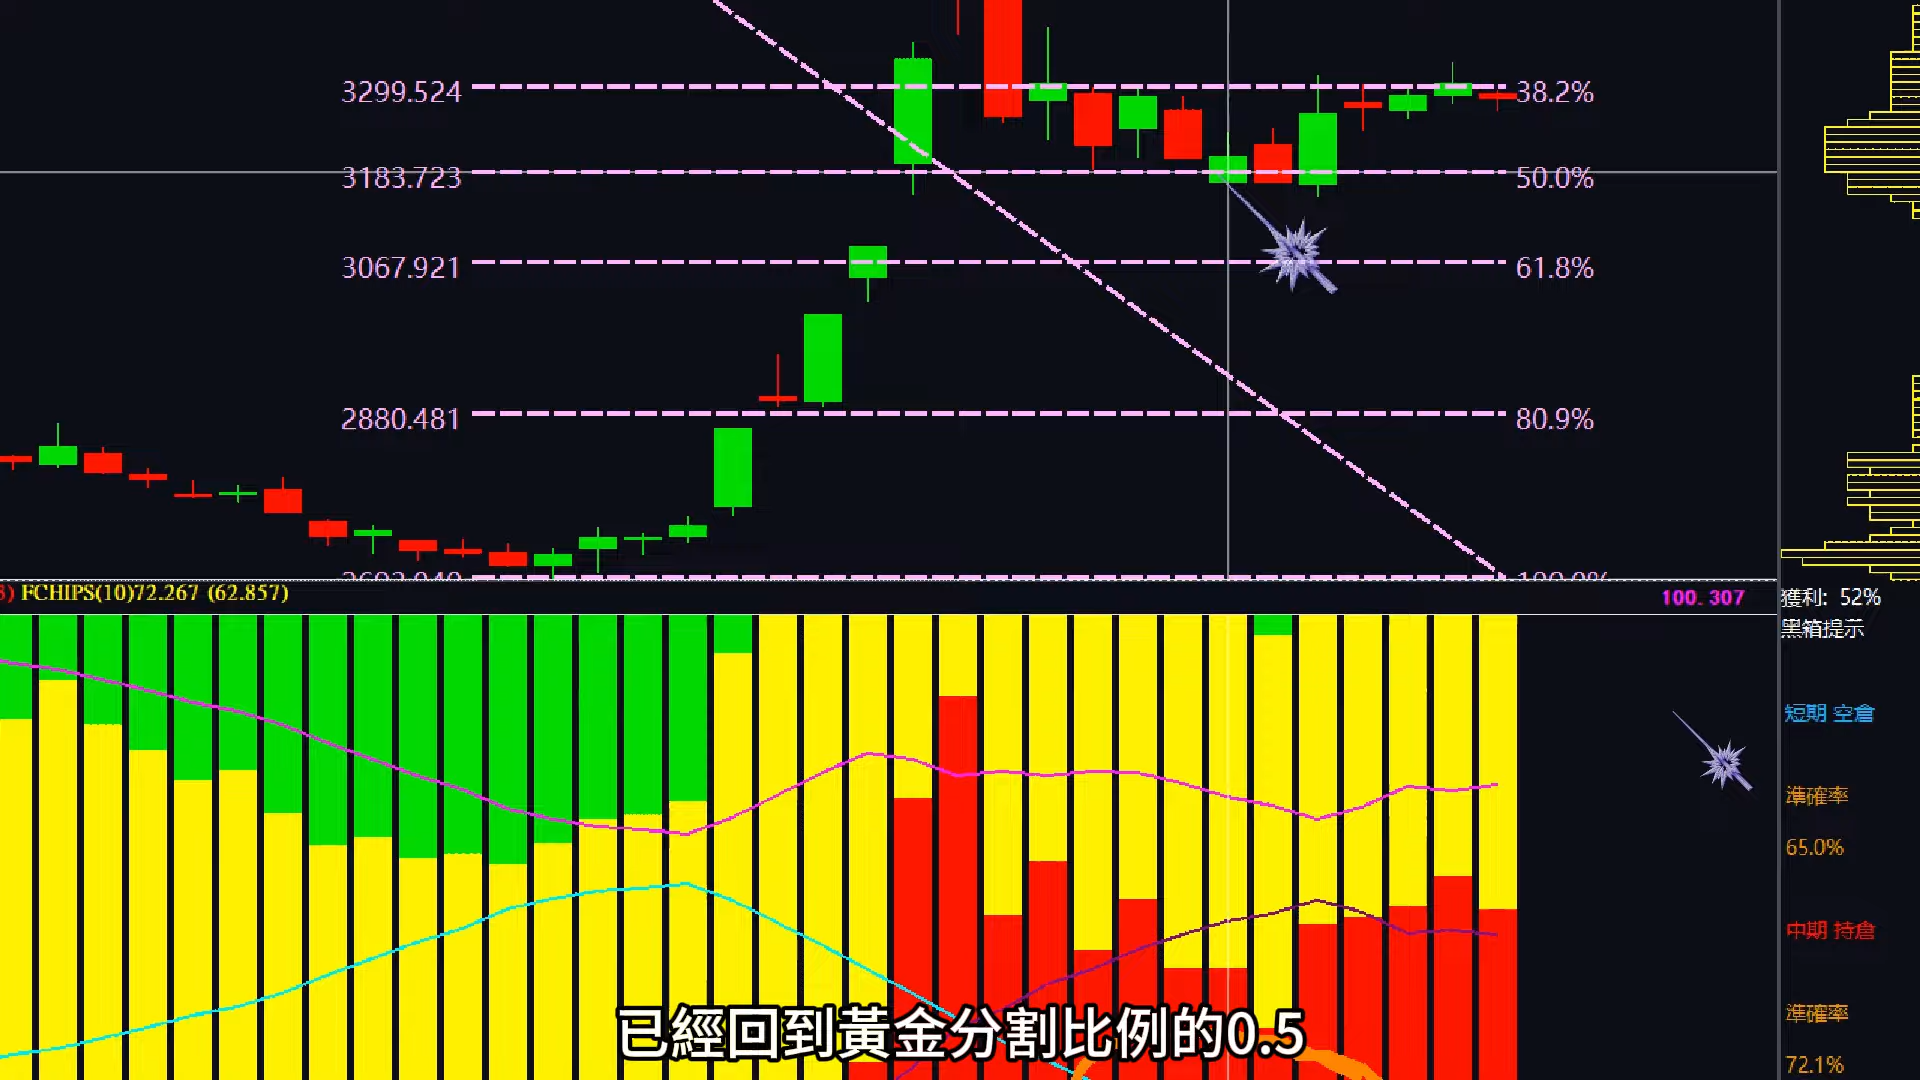 3299.524 38.2%
3183.723 50.0%
3067.921 61.8%
2880.481 80.9%
100.0%
3) FCHIPS(10)72.267 (62.857)
100.307
獲利: 52%
黑箱提示
短期 空倉
準確率
65.0%
中期 持倉
準確率
72.1%
已經回到黃金分割比例的0.5